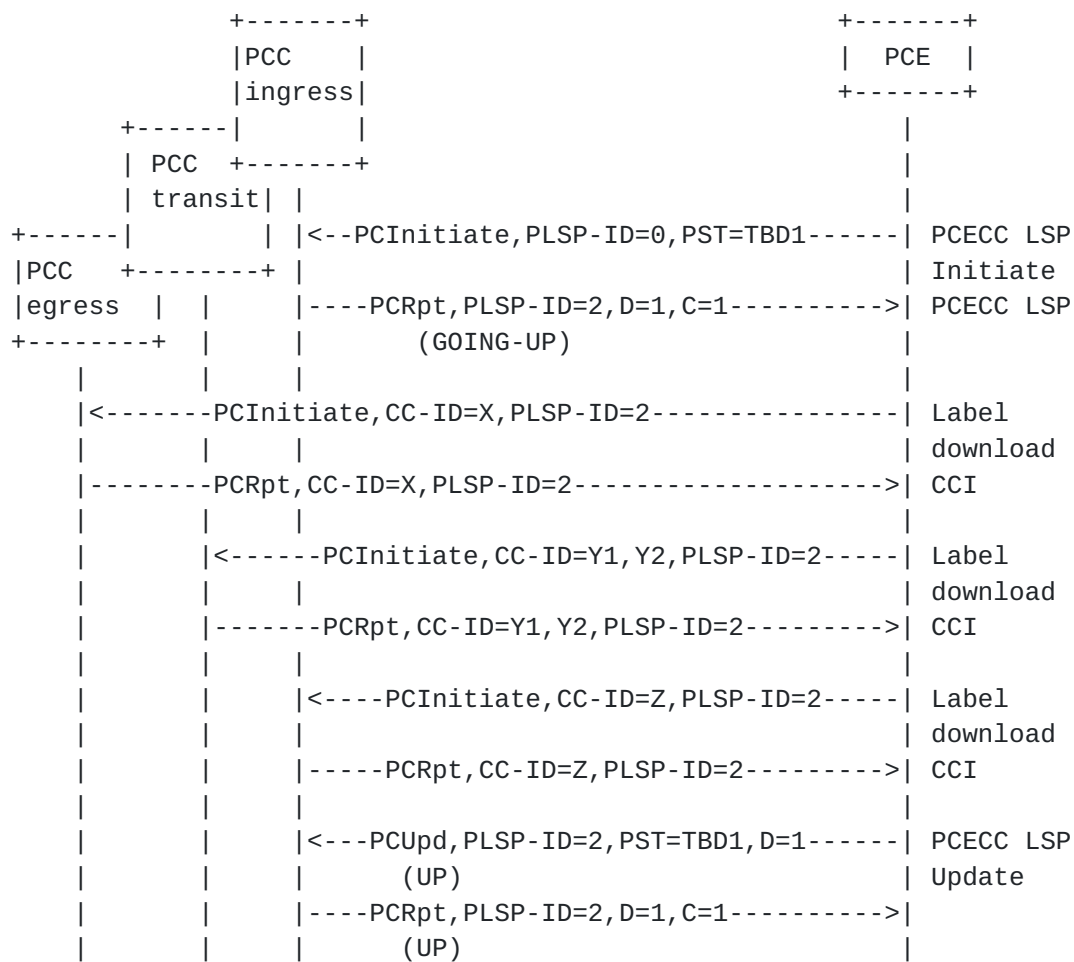 +-------+                              +-------+
               |PCC    |                              |  PCE  |
               |ingress|                              +-------+
        +------|       |                                  |
        | PCC  +-------+                                  |
        | transit| |                                      |
+------|        | |<--PCInitiate,PLSP-ID=0,PST=TBD1------| PCECC LSP
|PCC   +--------+ |                                       | Initiate
|egress  |  |      |----PCRpt,PLSP-ID=2,D=1,C=1---------->| PCECC LSP
+--------+  |      |       (GOING-UP)                     |
    |       |      |                                      |
    |<-------PCInitiate,CC-ID=X,PLSP-ID=2----------------| Label
    |       |      |                                      | download
    |--------PCRpt,CC-ID=X,PLSP-ID=2-------------------->| CCI
    |       |      |                                      |
    |       |<------PCInitiate,CC-ID=Y1,Y2,PLSP-ID=2-----| Label
    |       |      |                                      | download
    |       |-------PCRpt,CC-ID=Y1,Y2,PLSP-ID=2--------->| CCI
    |       |      |                                      |
    |       |      |<----PCInitiate,CC-ID=Z,PLSP-ID=2-----| Label
    |       |      |                                      | download
    |       |      |-----PCRpt,CC-ID=Z,PLSP-ID=2--------->| CCI
    |       |      |                                      |
    |       |      |<---PCUpd,PLSP-ID=2,PST=TBD1,D=1------| PCECC LSP
    |       |      |      (UP)                            | Update
    |       |      |----PCRpt,PLSP-ID=2,D=1,C=1---------->|
    |       |      |      (UP)                            |